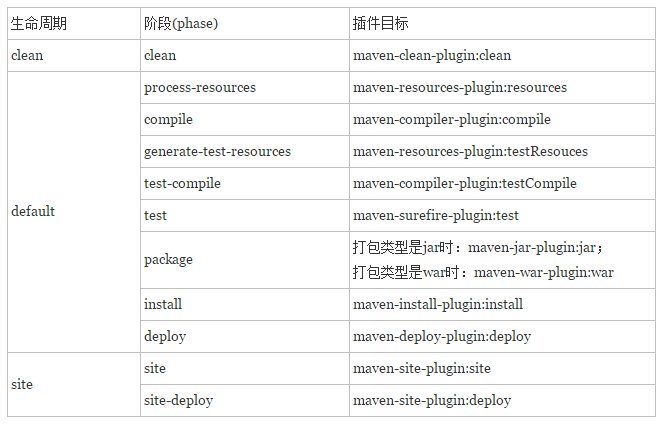 生命周期 阶段(phase) 插件目标
clean clean maven-clean-plugin:clean
default
process-resources maven-resources-plugin:resources
compile maven-compiler-plugin:compile
generate-test-resources maven-resources-plugin:testResouces
test-compile maven-compiler-plugin:testCompile
test maven-surefire-plugin:test
package
打包类型是jar时：maven-jar-plugin:jar；
打包类型是war时：maven-war-plugin:war
install maven-install-plugin:install
deploy maven-deploy-plugin:deploy
site
site maven-site-plugin:site
site-deploy maven-site-plugin:deploy